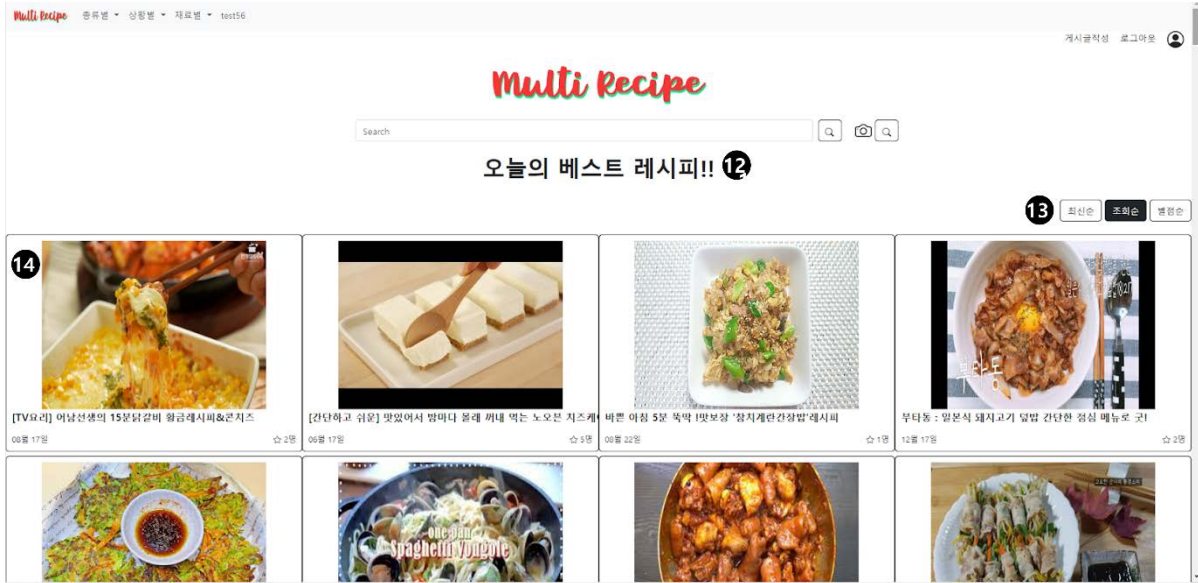 Multi Recipe 종류별 상황별 재료별 test56
게시글작성 로그아웃
Multi Recipe
Search
오늘의 베스트 레시피!! 12
13 최신순 조회순 별점순
14
부타동
[TV요리] 어남선생의 15분닭갈비 황금레시피&콘치즈
[간단하고 쉬운] 맛있어서 밤마다 몰래 꺼내 먹는 노오븐 치즈케
바쁜 아침 5분 뚝딱 !맛보장 '참치계란간장밥'레시피
부타동 : 일본식 돼지고기 덮밥 간단한 점심 메뉴로 굿!
08월 17일 2명
06월 17일 5명
08월 22일 1명
12월 17일 2명
one pan
Spaghetti Vongole